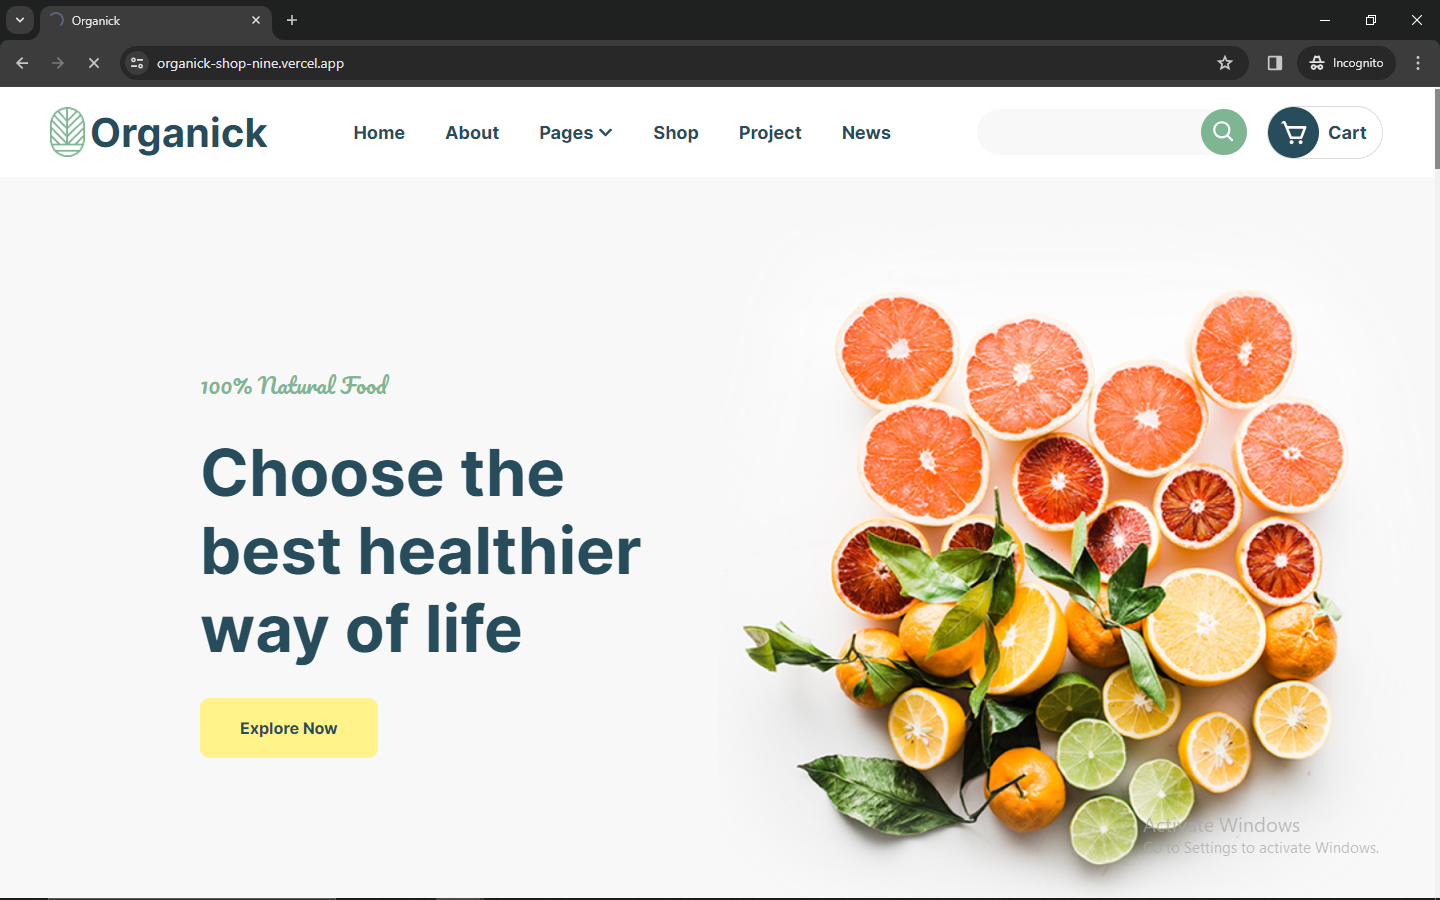 Organick
organick-shop-nine.vercel.app
Incognito
Organick
Home
About
Pages
Shop
Project
News
Cart
100% Natural Food
Choose the
best healthier
way of life
Explore Now
Activate Windows
Go to Settings to activate Windows.